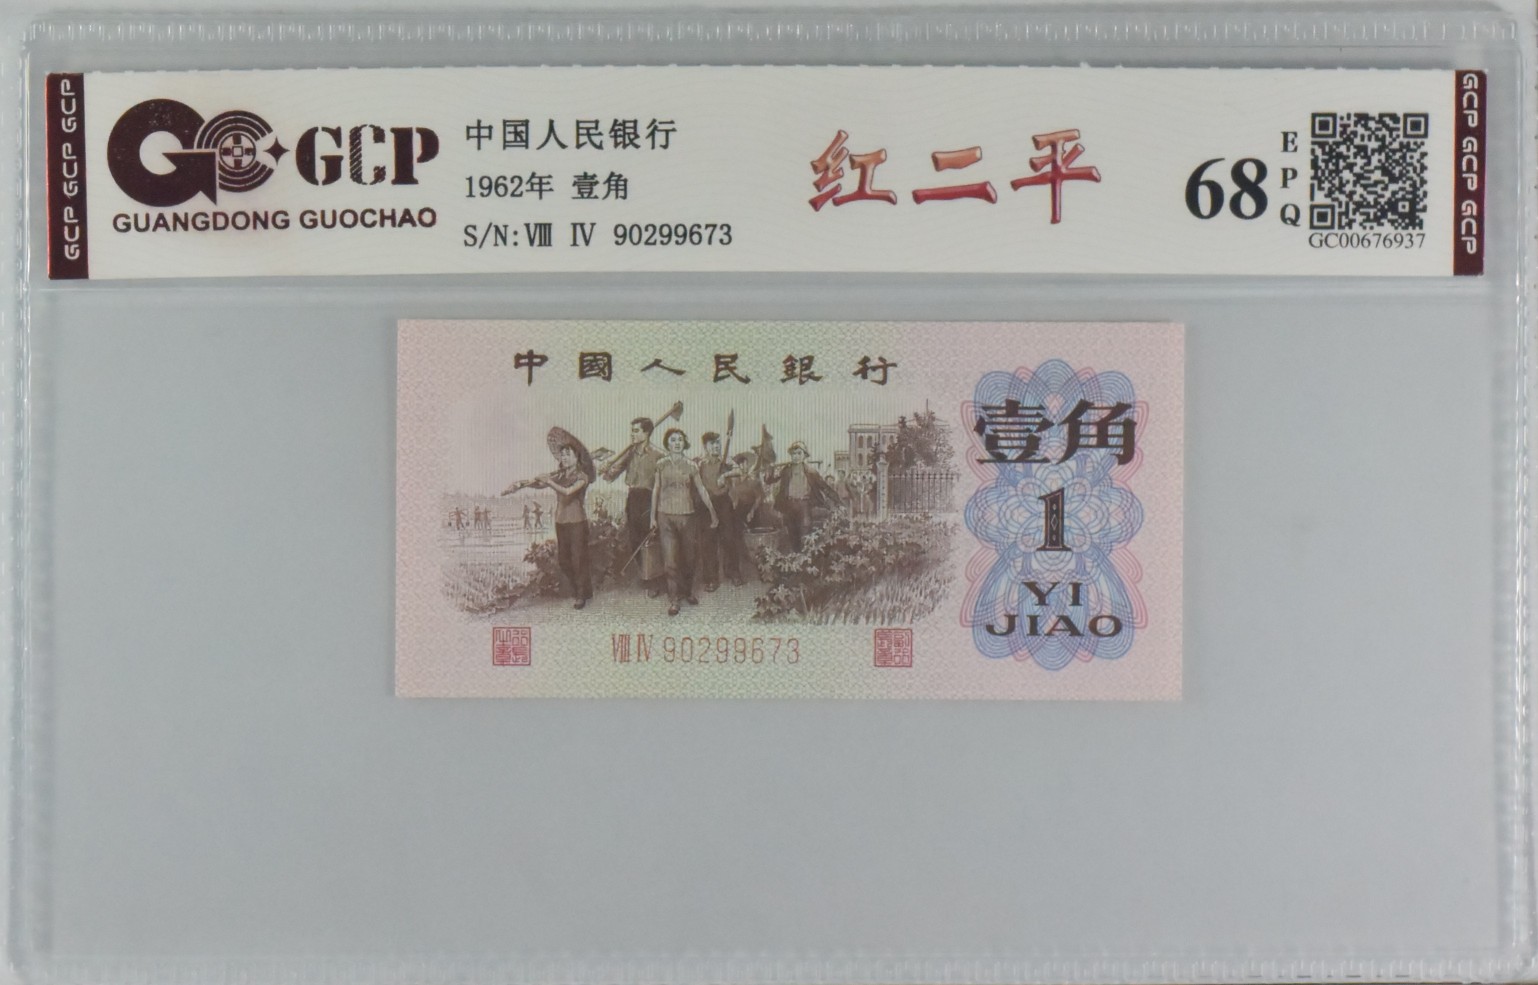 GCP GCP GCP
GCP
GUANGDONG GUOCHAO
中国人民银行
1962年 壹角
S/N:Ⅷ Ⅳ 90299673
红二平
68
EPQ
GC00676937
GCP GCP GCP
中國人民銀行
壹角
1
YI
JIAO
Ⅷ Ⅳ 90299673